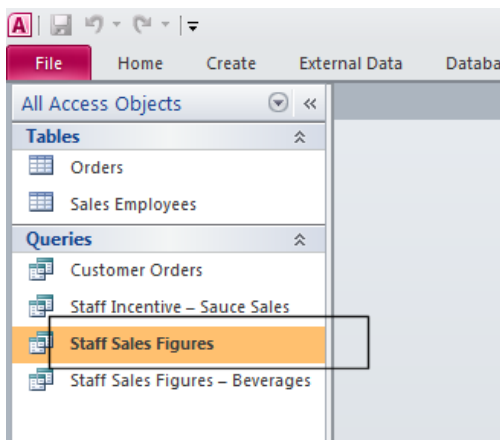 A
File Home Create External Data Databa
All Access Objects
Tables
Orders
Sales Employees
Queries
Customer Orders
Staff Incentive – Sauce Sales
Staff Sales Figures
Staff Sales Figures – Beverages